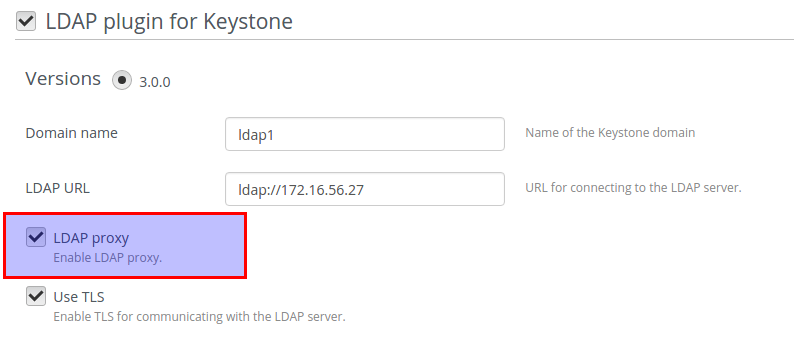 LDAP plugin for Keystone
Versions 3.0.0
Domain name ldap1 Name of the Keystone domain
LDAP URL ldap://172.16.56.27 URL for connecting to the LDAP server.
LDAP proxy
Enable LDAP proxy.
Use TLS
Enable TLS for communicating with the LDAP server.